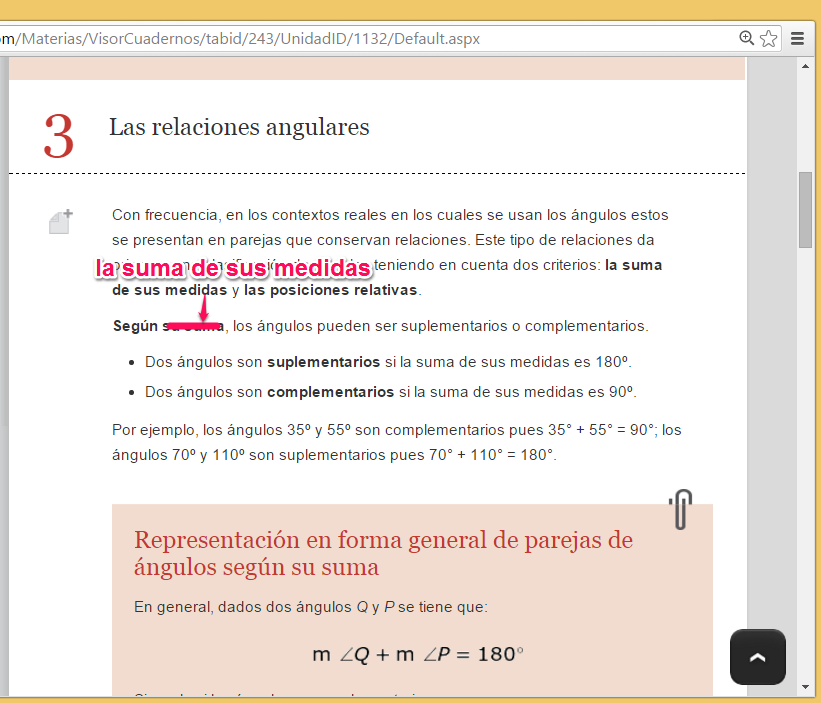 om/Materias/VisorCuadernos/tabid/243/UnidadID/1132/Default.aspx
3 Las relaciones angulares
Con frecuencia, en los contextos reales en los cuales se usan los ángulos estos
se presentan en parejas que conservan relaciones. Este tipo de relaciones da
la suma de sus medidas
teniendo en cuenta dos criterios: la suma
de sus medidas y las posiciones relativas.
Según su suma, los ángulos pueden ser suplementarios o complementarios.
• Dos ángulos son suplementarios si la suma de sus medidas es 180º.
• Dos ángulos son complementarios si la suma de sus medidas es 90º.
Por ejemplo, los ángulos 35º y 55º son complementarios pues 35° + 55° = 90°; los
ángulos 70º y 110º son suplementarios pues 70° + 110° = 180°.
Representación en forma general de parejas de
ángulos según su suma
En general, dados dos ángulos Q y P se tiene que:
m ∠Q + m ∠P = 180°